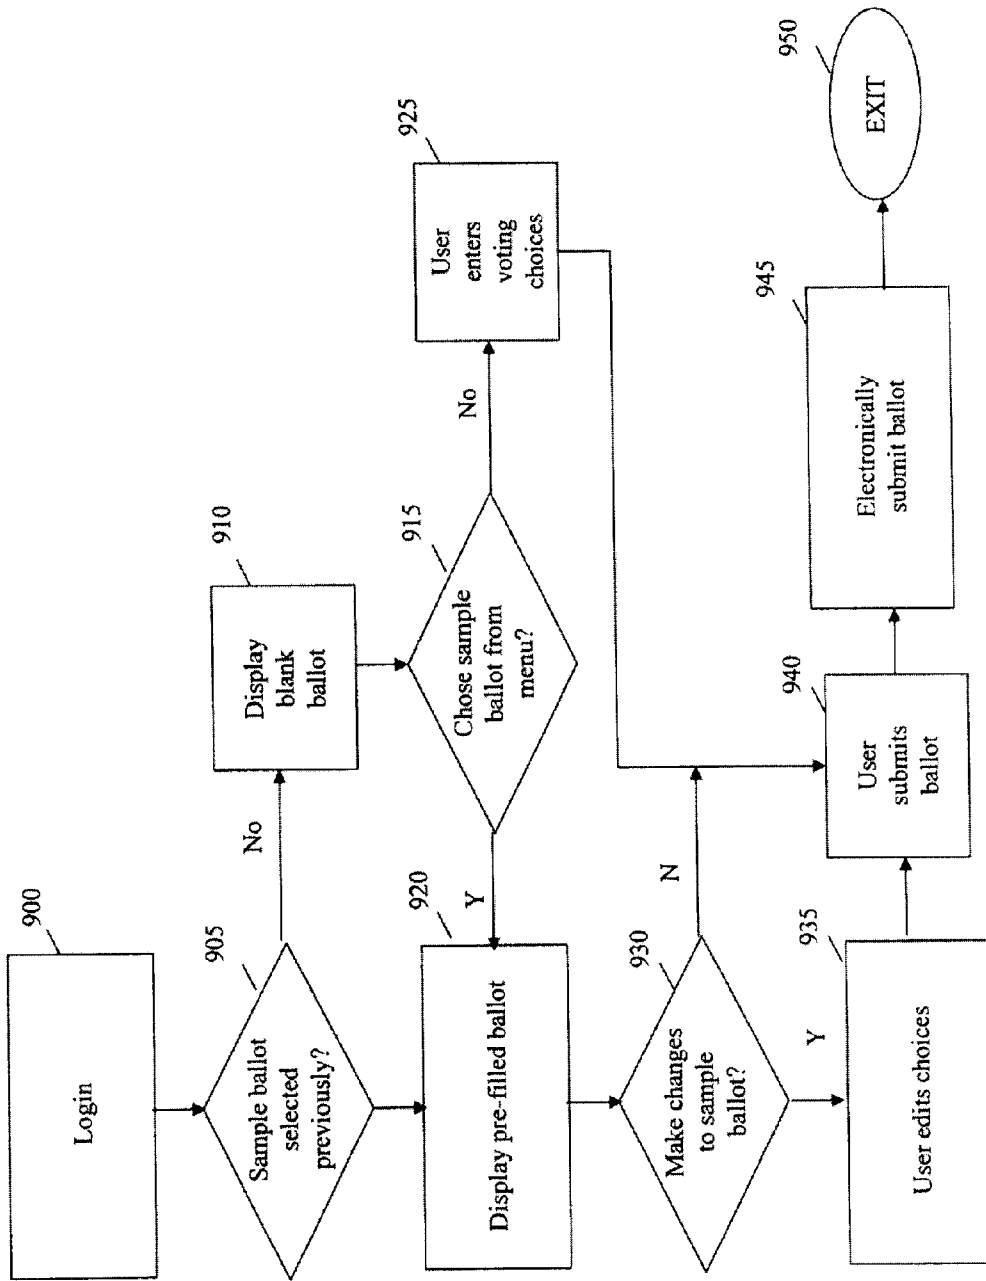 900
Login
905
Sample ballot
selected
previously?
No
910
Display
blank
ballot
915
Chose sample
ballot from
menu?
No
925
User
enters
voting
choices
Y
920
Display pre-filled ballot
930
Make changes
to sample
ballot?
N
Y
935
User edits choices
940
User
submits
ballot
945
Electronically
submit ballot
950
EXIT